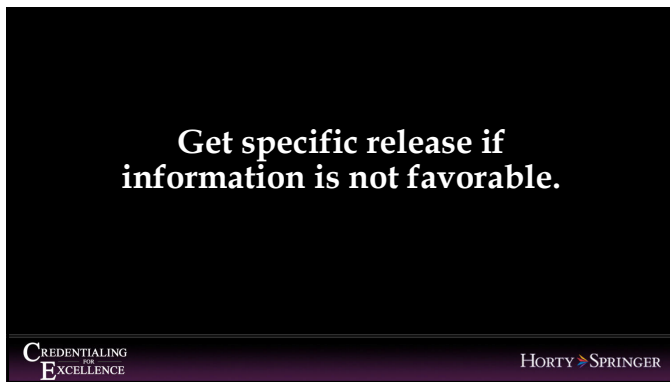 Get specific release if
information is not favorable.
CREDENTIALING
FOR
EXCELLENCE
HORTY SPRINGER